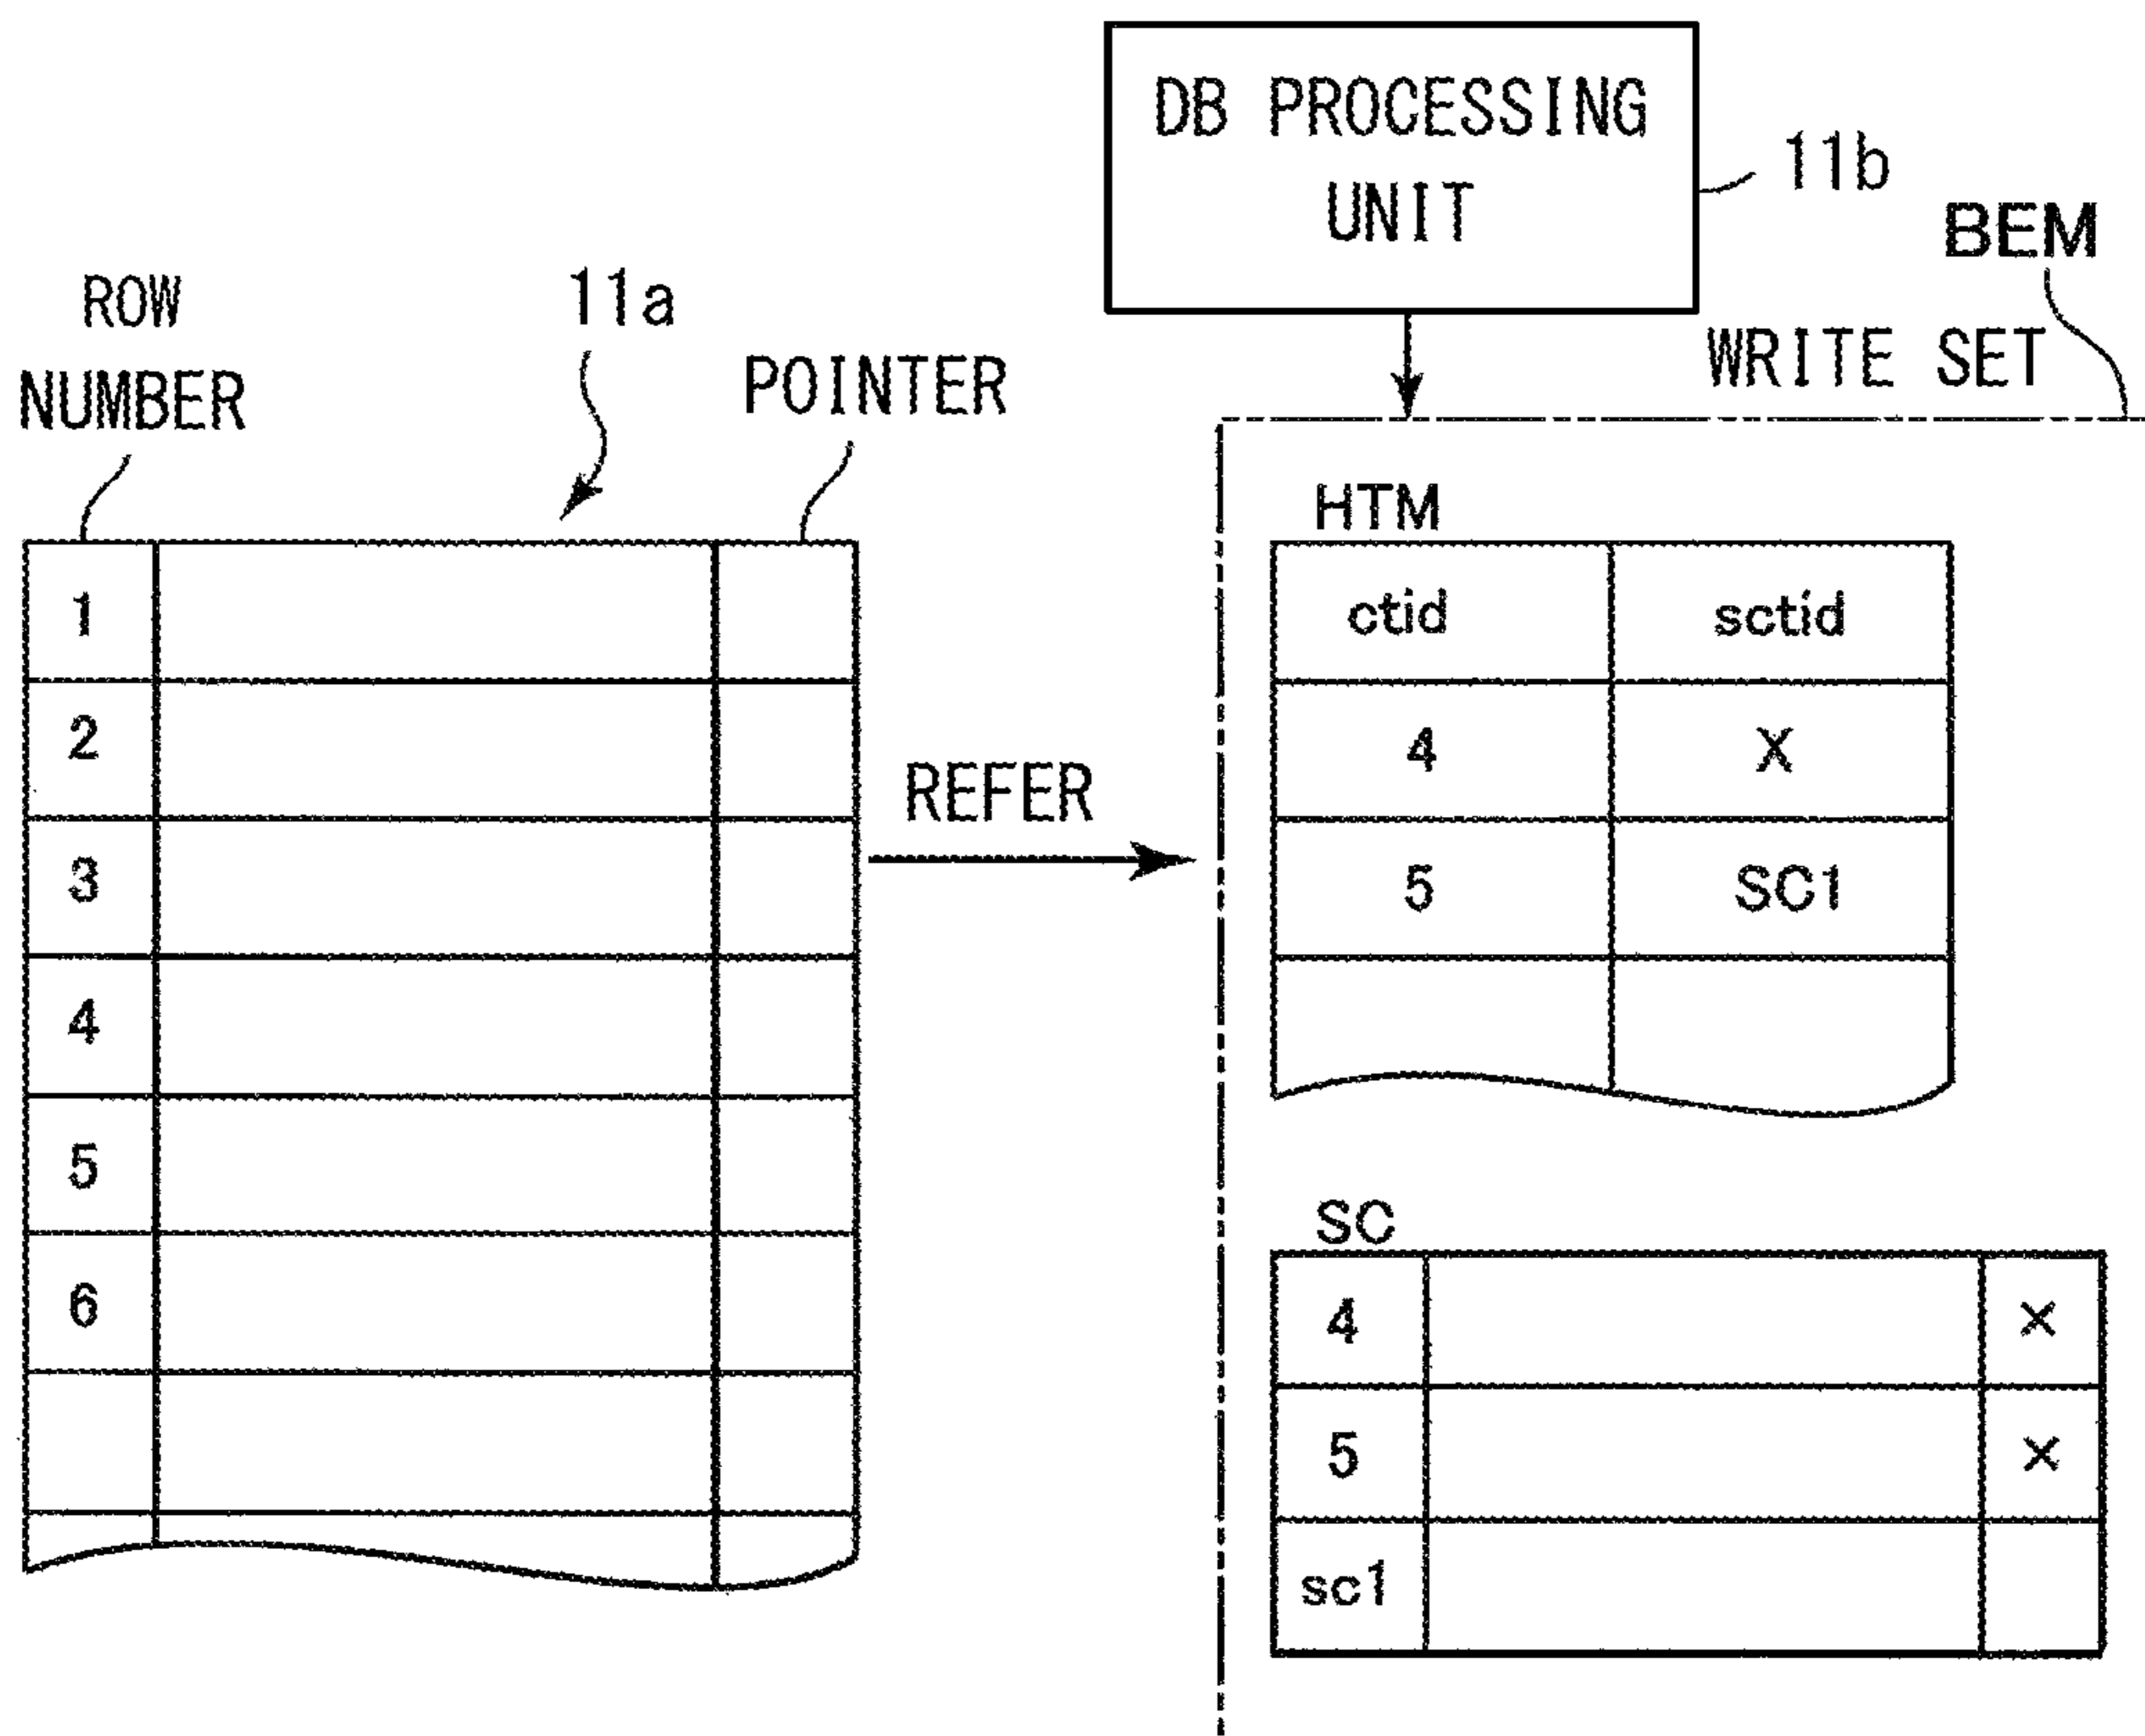 DB PROCESSING
UNIT
11b
BEM
WRITE SET
ROW
NUMBER
11a
POINTER
1
2
3
4
5
6
REFER
HTM
ctid sctid
4 X
5 SC1
SC
4 X
5 X
sc1